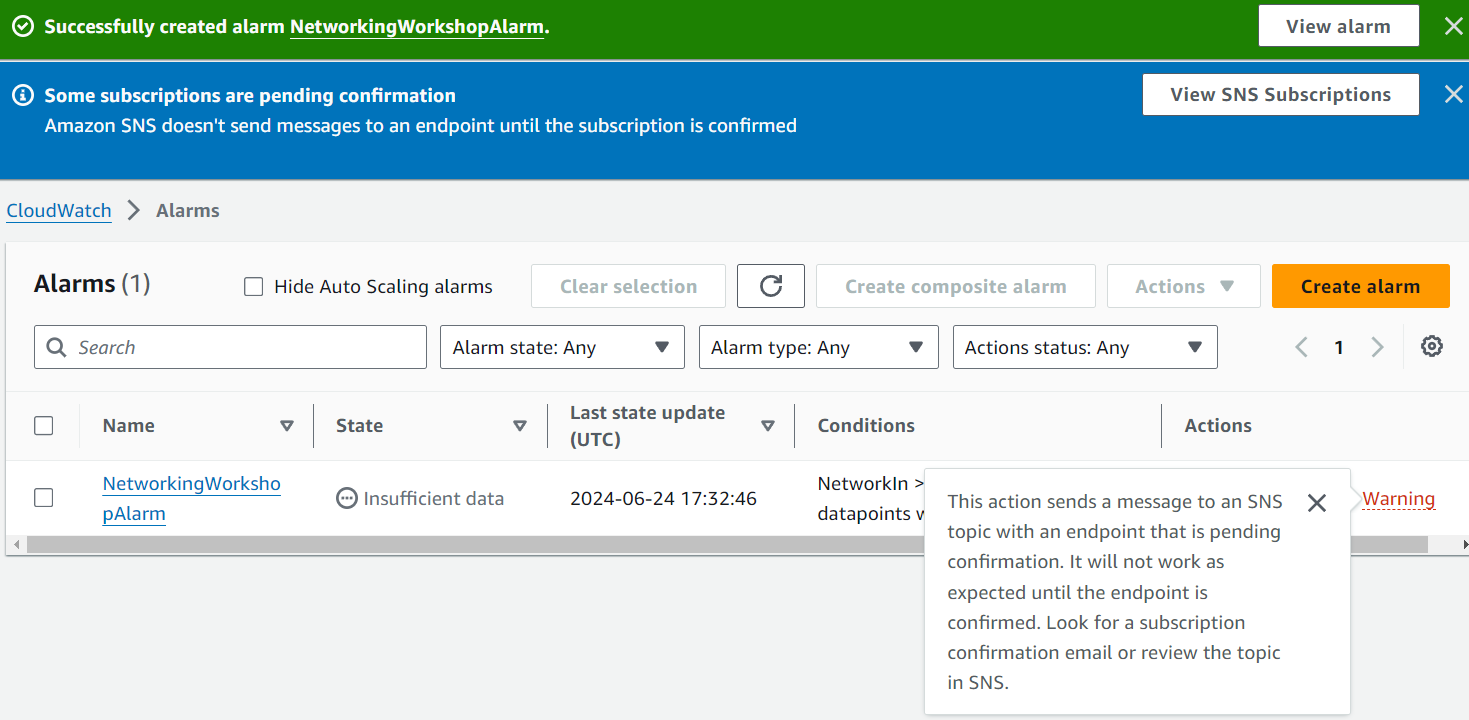 Successfully created alarm NetworkingWorkshopAlarm.
View alarm
Some subscriptions are pending confirmation
Amazon SNS doesn't send messages to an endpoint until the subscription is confirmed
View SNS Subscriptions
CloudWatch
Alarms
Alarms (1)
Hide Auto Scaling alarms
Clear selection
Create composite alarm
Actions
Create alarm
Search
Alarm state: Any
Alarm type: Any
Actions status: Any
1
Name
State
Last state update
(UTC)
Conditions
Actions
NetworkingWorksho
pAlarm
Insufficient data
2024-06-24 17:32:46
NetworkIn >
datapoints
Warning
This action sends a message to an SNS
topic with an endpoint that is pending
confirmation. It will not work as
expected until the endpoint is
confirmed. Look for a subscription
confirmation email or review the topic
in SNS.